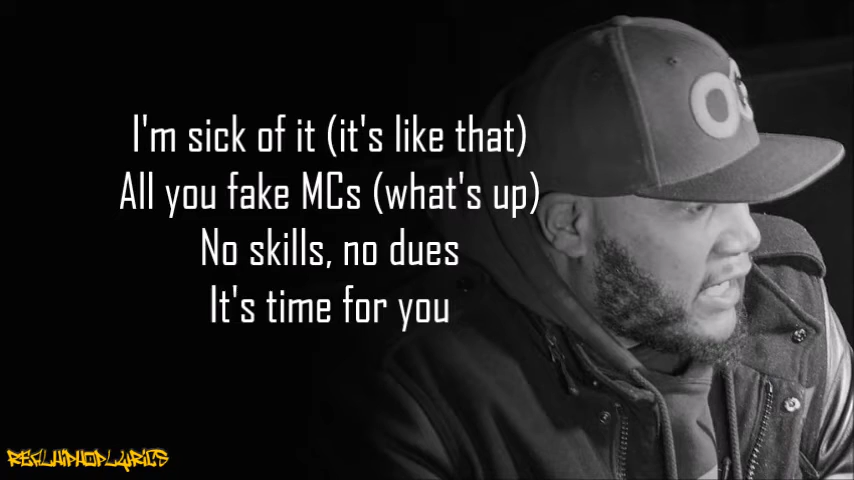 I'm sick of it (it's like that)
All you fake MCs (what's up)
No skills, no dues
It's time for you
REALHIPHOPLYRICS